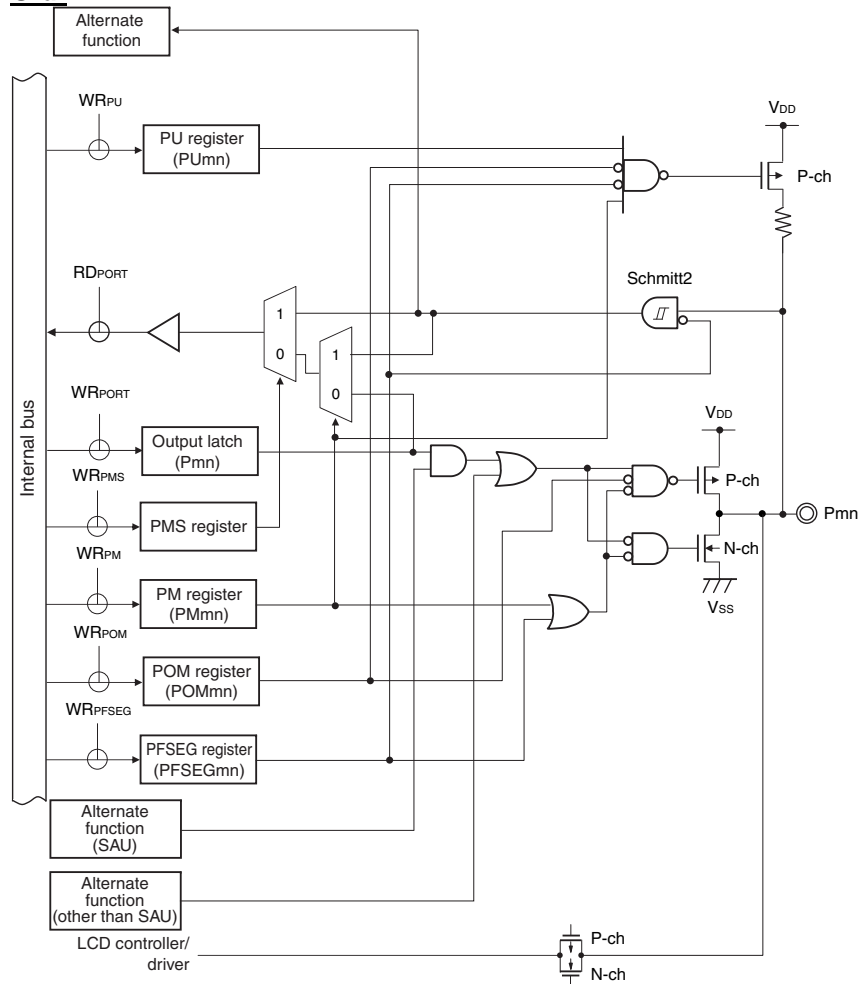 Alternate
function
WRPU
PU register
(PUmn)
VDD
P-ch
RDPORT
Schmitt2
1
0
1
0
Internal bus
WRPORT
Output latch
(Pmn)
VDD
P-ch
WRPMS
PMS register
Pmn
N-ch
VSS
WRPM
PM register
(PMmn)
WRPOM
POM register
(POMmn)
WRPFSEG
PFSEG register
(PFSEGmn)
Alternate
function
(SAU)
Alternate
function
(other than SAU)
LCD controller/
driver
P-ch
N-ch